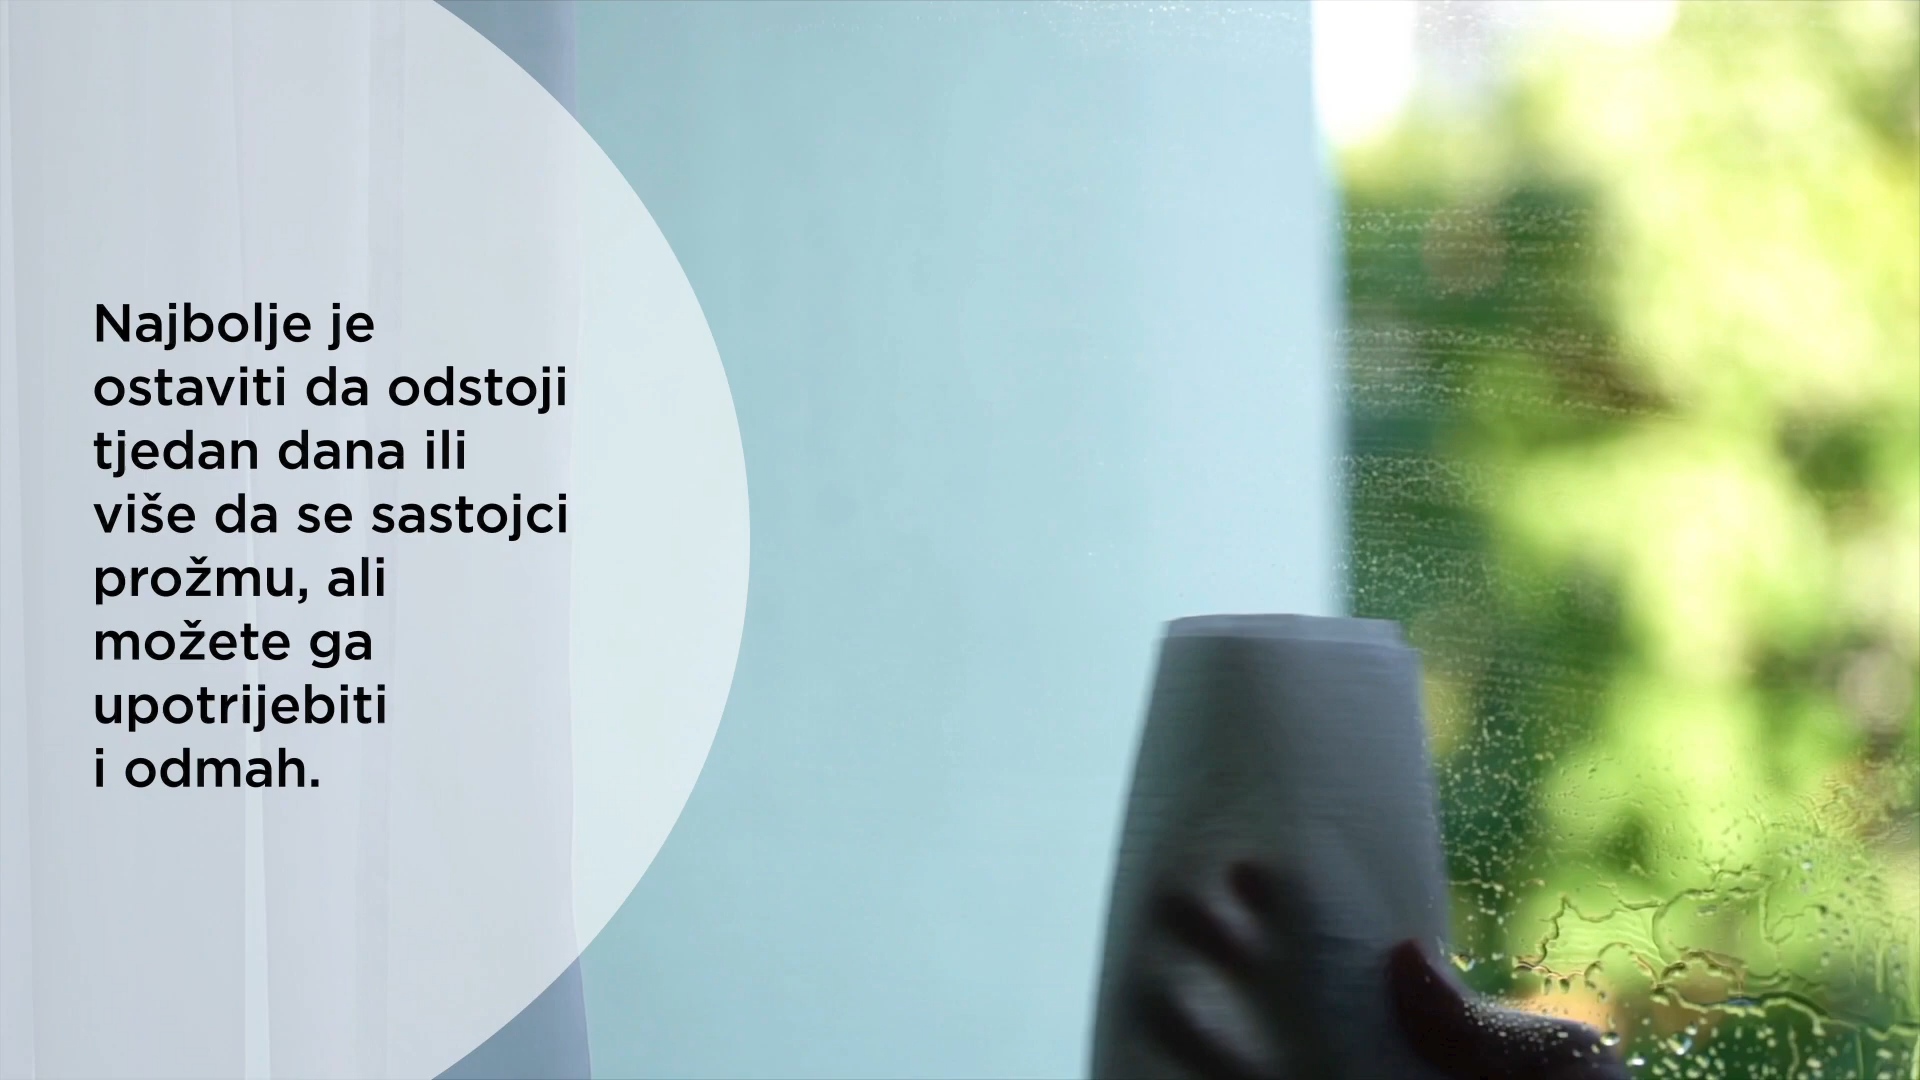 Najbolje je
ostaviti da odstoji
tjedan dana ili
više da se sastojci
prožmu, ali
možete ga
upotrijebiti
i odmah.